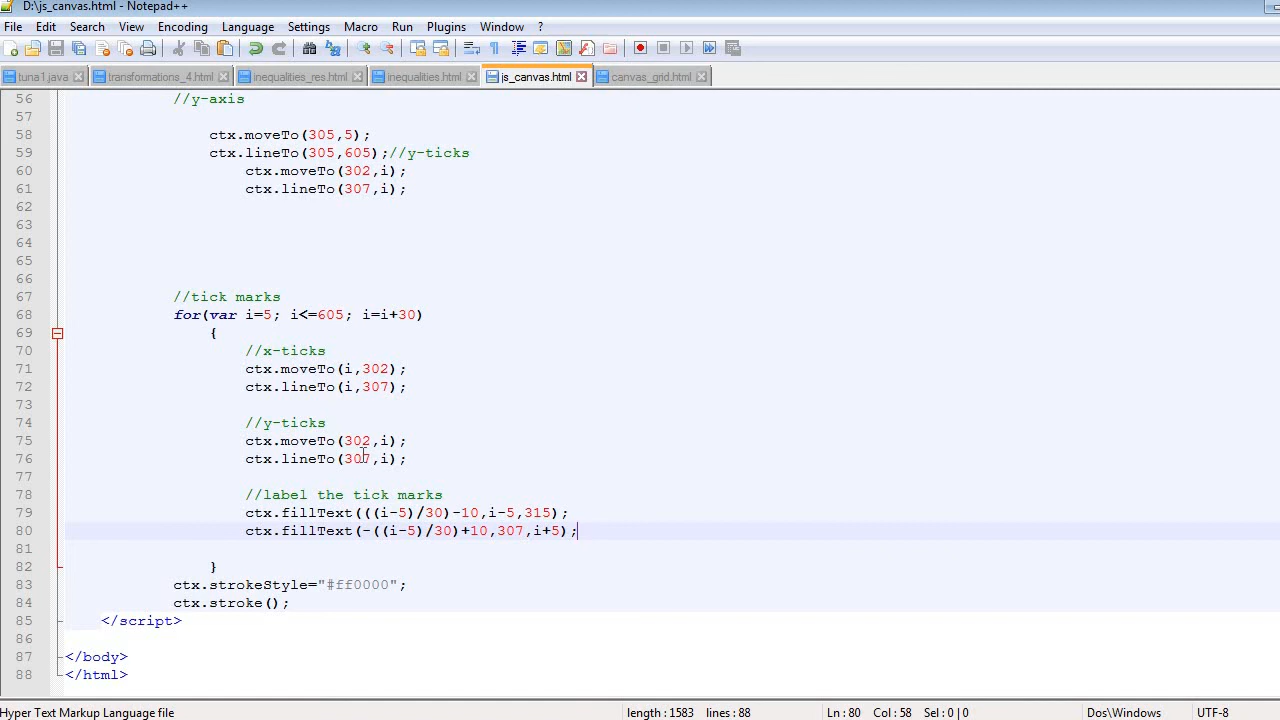 D:\js_canvas.html - Notepad++
File Edit Search View Encoding Language Settings Macro Run Plugins Window ?
tuna1.java transfomations_4.html inequalities_res.html inequalities.html js_canvas.html canvas_grid.html
56 //y-axis
57
58 ctx.moveTo(305,5);
59 ctx.lineTo(305,605);//y-ticks
60 ctx.moveTo(302,i);
61 ctx.lineTo(307,i);
62
63
64
65
66
67 //tick marks
68 for(var i=5; i<=605; i=i+30)
69 {
70 //x-ticks
71 ctx.moveTo(i,302);
72 ctx.lineTo(i,307);
73
74 //y-ticks
75 ctx.moveTo(302,i);
76 ctx.lineTo(307,i);
77
78 //label the tick marks
79 ctx.fillText(((i-5)/30)-10,i-5,315);
80 ctx.fillText(-((i-5)/30)+10,307,i+5);
81
82 }
83 ctx.strokeStyle="#ff0000";
84 ctx.stroke();
85 </script>
86
87 </body>
88 </html>
Hyper Text Markup Language file length : 1583 lines : 88 Ln : 80 Col : 58 Sel : 0 | 0 Dos\Windows UTF-8